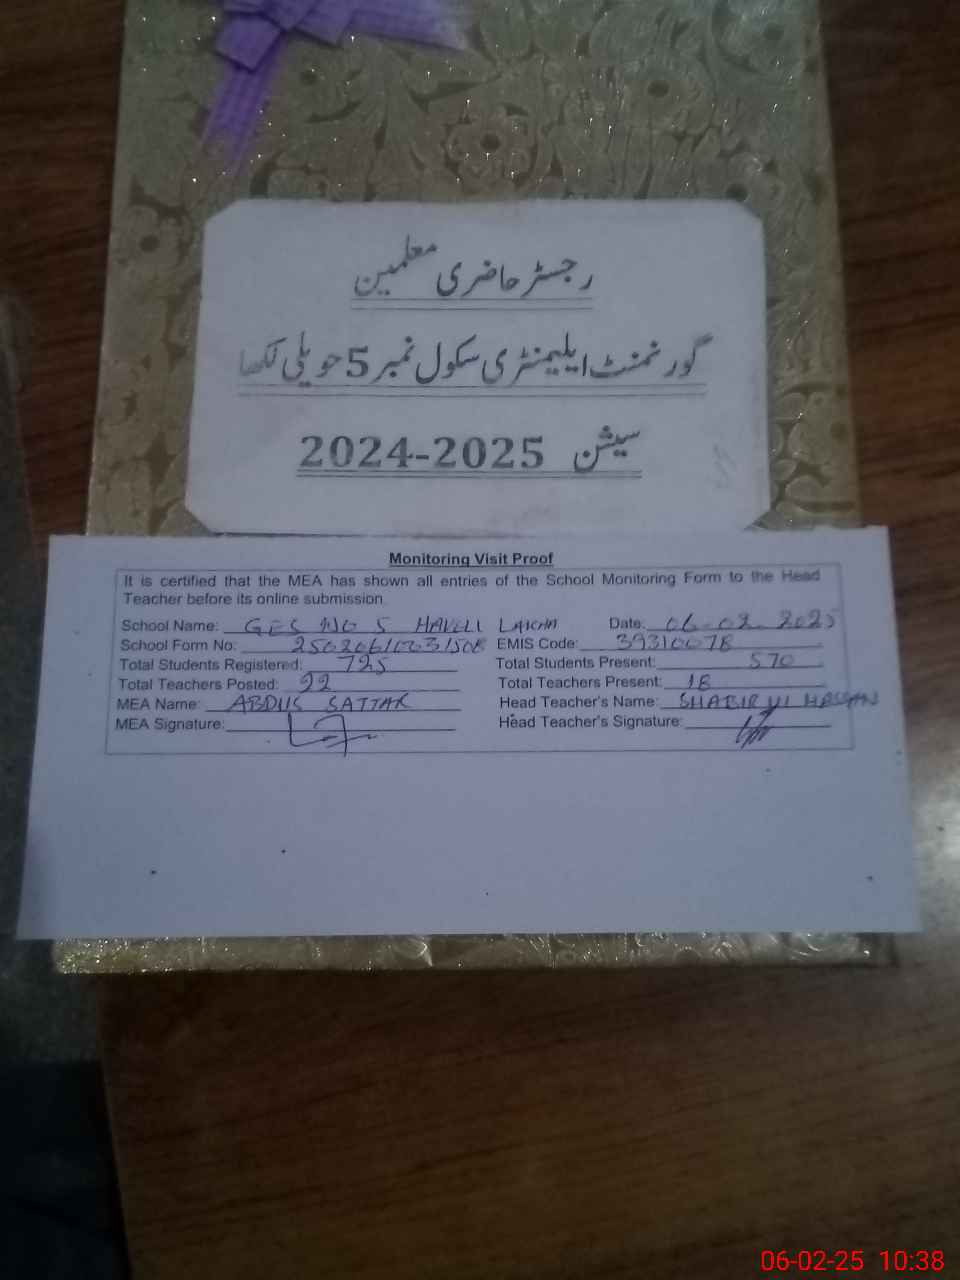 رجسٹر حاضری معلمین
گورنمنٹ ایلیمنٹری سکول نمبر 5 حویلی لکھا
سیشن 2024-2025
Monitoring Visit Proof
It is certified that the MEA has shown all entries of the School Monitoring Form to the Head
Teacher before its online submission.
School Name: GES NO 5 HAVELI LAKHA Date: 06-02-2025
School Form No: EMIS Code: 39310078
Total Students Registered: 725 Total Students Present: 570
Total Teachers Posted: 22 Total Teachers Present: 18
MEA Name: ABDUS SATTAR Head Teacher's Name: SHABIR UL HASSAN
MEA Signature: Head Teacher's Signature:
06-02-25 10:38